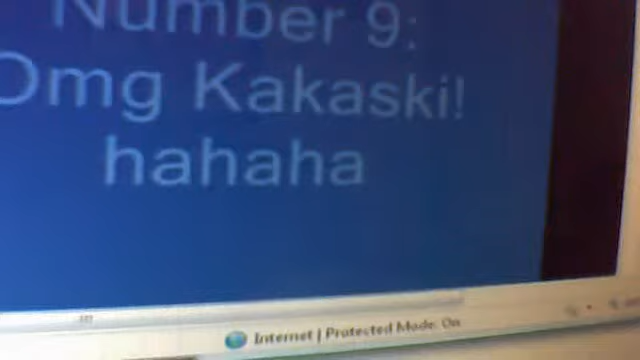 Number 9:
Omg Kakaski!
hahaha
Internet | Protected Mode: On